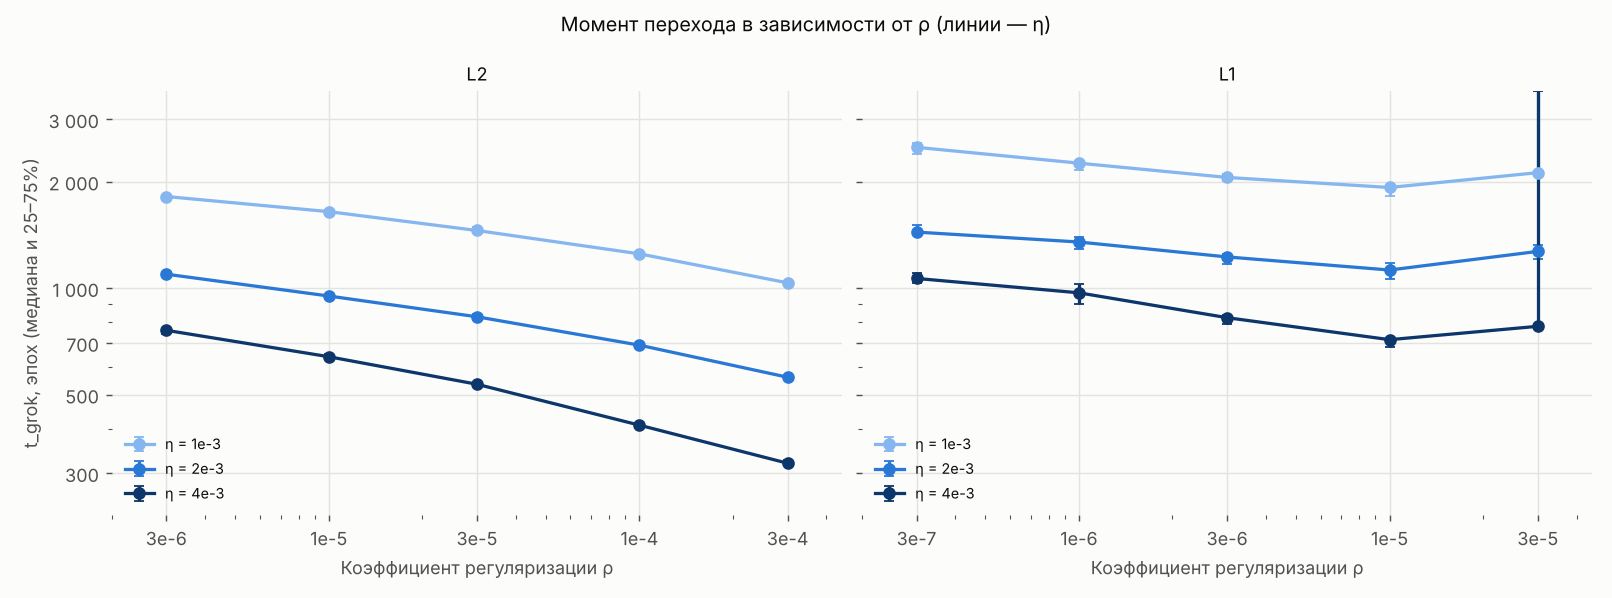 Момент перехода в зависимости от ρ (линии — η)
L2
L1
t_grok, эпох (медиана и 25–75%)
3 000
2 000
1 000
700
500
300
η = 1e-3
η = 2e-3
η = 4e-3
η = 1e-3
η = 2e-3
η = 4e-3
3e-6 1e-5 3e-5 1e-4 3e-4
3e-7 1e-6 3e-6 1e-5 3e-5
Коэффициент регуляризации ρ
Коэффициент регуляризации ρ